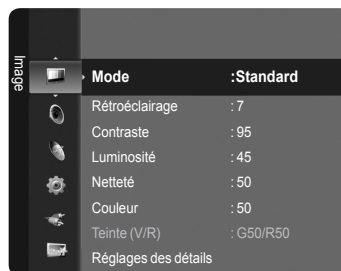 Image
Mode :Standard
Rétroéclairage : 7
Contraste : 95
Luminosité : 45
Netteté : 50
Couleur : 50
Teinte (V/R) : G50/R50
Réglages des détails